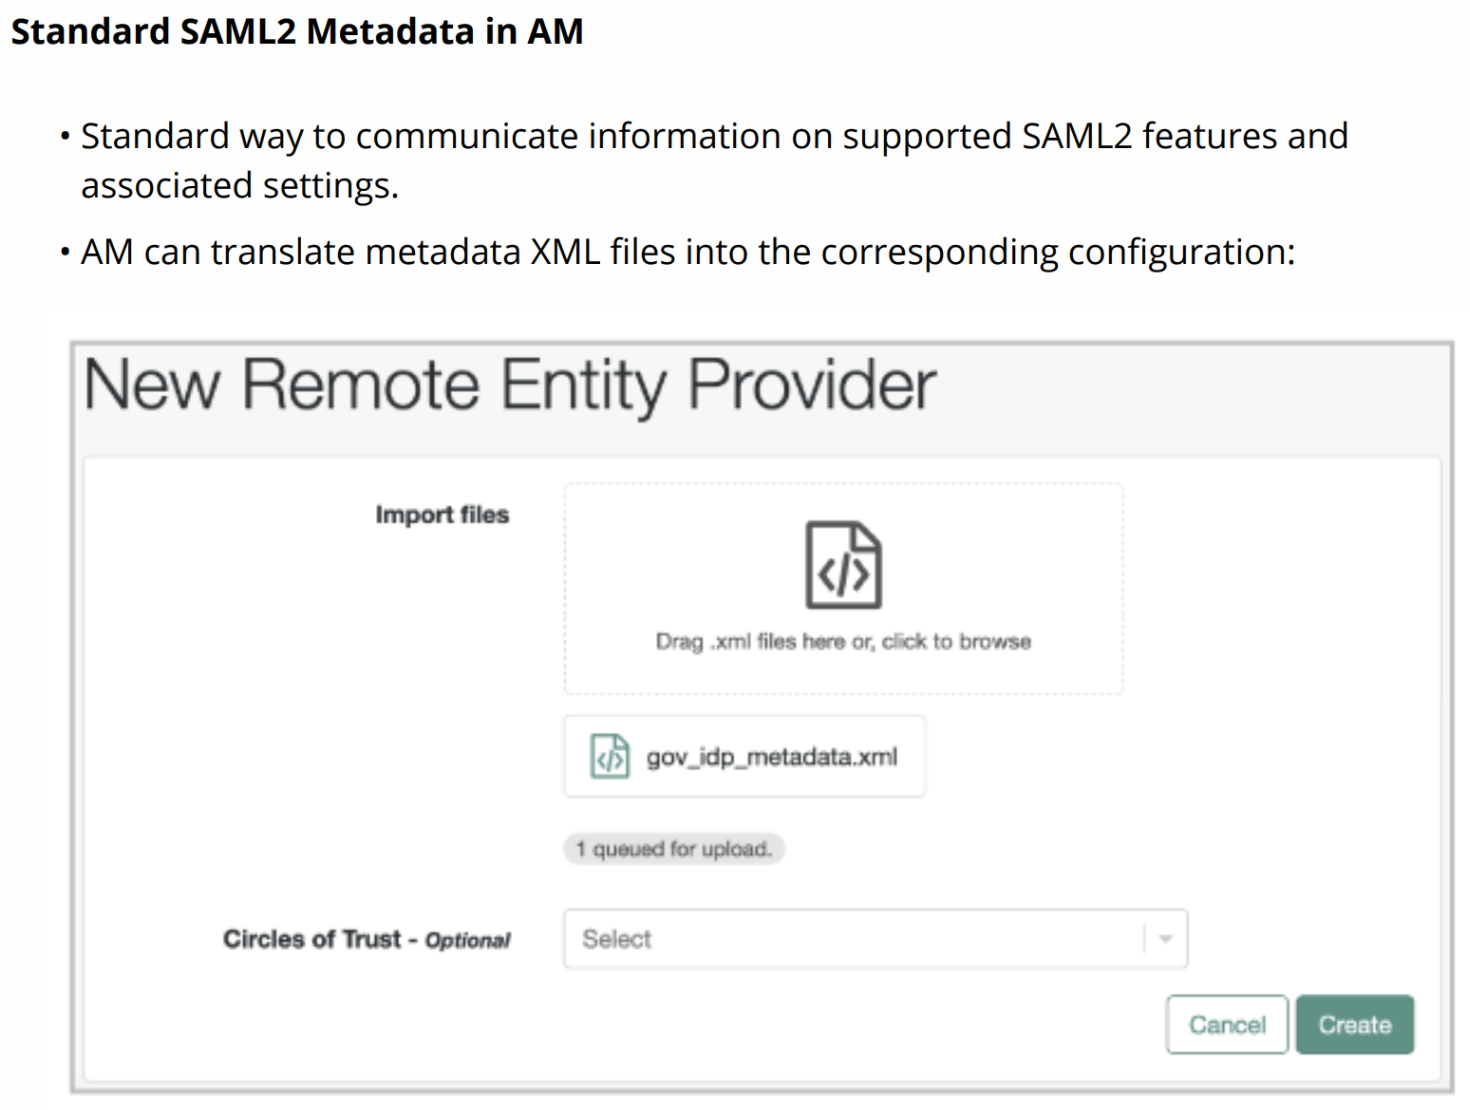 Standard SAML2 Metadata in AM
• Standard way to communicate information on supported SAML2 features and
associated settings.
• AM can translate metadata XML files into the corresponding configuration:
New Remote Entity Provider
Import files
</>
Drag .xml files here or, click to browse
</> gov_idp_metadata.xml
1 queued for upload.
Circles of Trust - Optional Select
Cancel Create